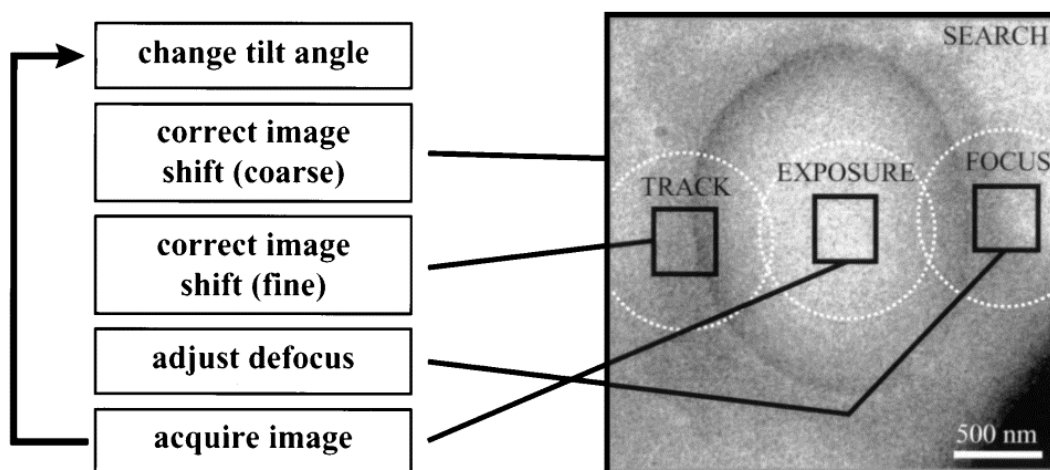 change tilt angle
correct image
shift (coarse)
correct image
shift (fine)
adjust defocus
acquire image
SEARCH
TRACK
EXPOSURE
FOCUS
500 nm